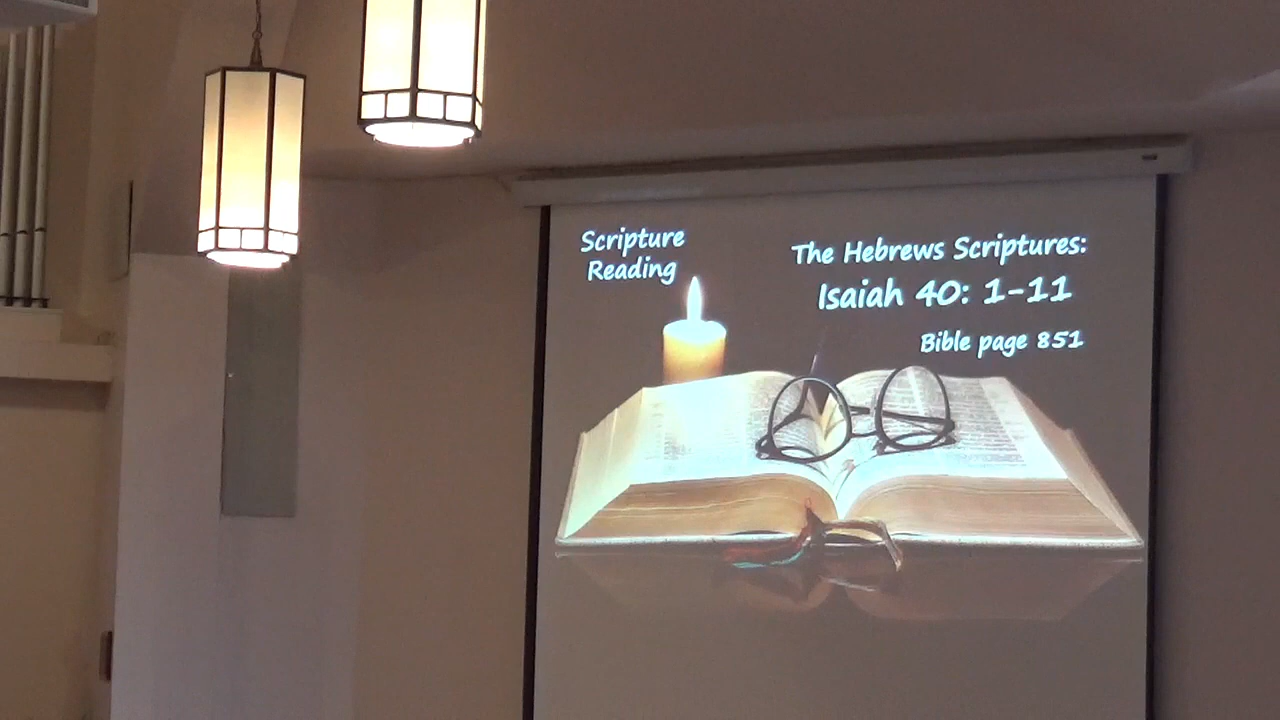 Scripture
Reading
The Hebrews Scriptures:
Isaiah 40: 1-11
Bible page 851